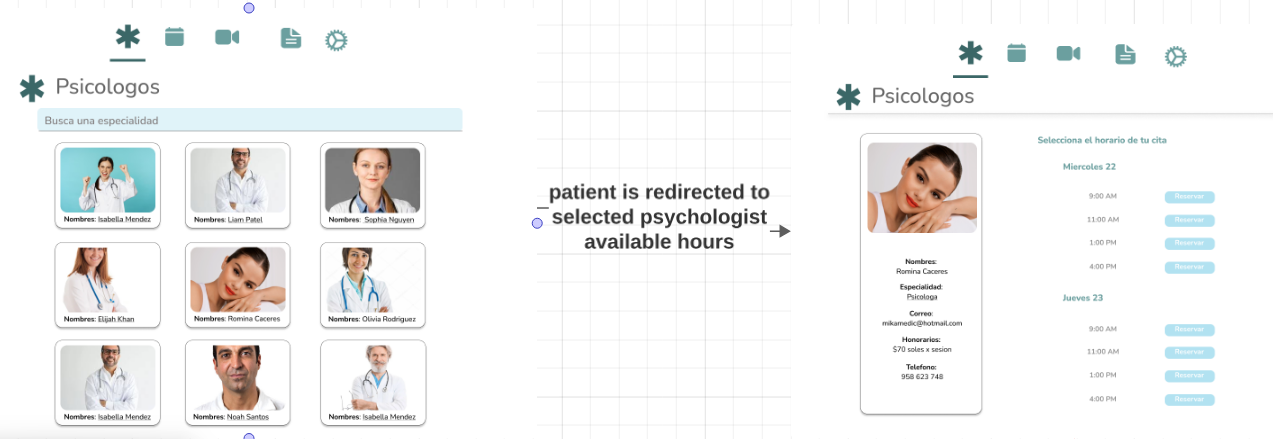 Psicologos
Busca una especialidad
Nombres: Isabella Mendez
Nombres: Liam Patel
Nombres: Sophia Nguyen
Nombres: Elijah Khan
Nombres: Romina Caceres
Nombres: Olivia Rodriguez
Nombres: Isabella Mendez
Nombres: Noah Santos
Nombres: Isabella Mendez
patient is redirected to
selected psychologist
available hours
Psicologos
Nombres:
Romina Caceres
Especialidad:
Psicologa
Correo:
mikamedic@hotmail.com
Honorarios:
$70 soles x sesion
Telefono:
958 623 748
Selecciona el horario de tu cita
Miercoles 22
9:00 AM Reservar
11:00 AM Reservar
1:00 PM Reservar
4:00 PM Reservar
Jueves 23
9:00 AM Reservar
11:00 AM Reservar
1:00 PM Reservar
4:00 PM Reservar